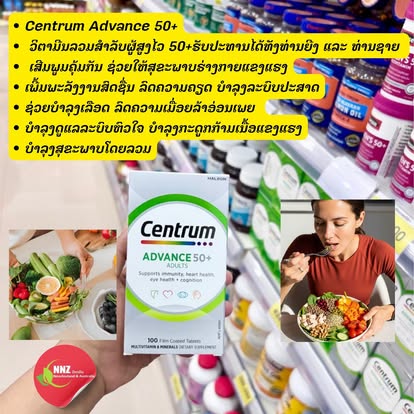 • Centrum Advance 50+
• ວິຕາມິນລວມສຳລັບຜູ້ສູງໄວ 50+ຮັບປະທານໄດ້ທັງທ່ານຍິງ ແລະ ທ່ານຊາຍ
• ເສີມພູມຄຸ້ມກັນ ຊ່ວຍໃຫ້ສຸຂະພາບຮ່າງກາຍແຂງແຮງ
• ເພີ້ມພະລັງງານສົດຊື່ນ ລົດຄວາມຄຽດ ບຳລຸງລະບົບປະສາດ
• ຊ່ວຍບຳລຸງເລືອດ ລົດຄວາມເມື່ອຍລ້າອ່ອນເພຍ
• ບຳລຸງດູແລລະບົບຫົວໃຈ ບຳລຸງກະດູກກ້າມເນື້ອແຂງແຮງ
• ບຳລຸງສຸຂະພາບໂດຍລວມ
HALEON
Centrum
ADVANCE 50+
ADULTS
Supports immunity, heart health,
eye health + cognition
100 Film Coated Tablets
MULTIVITAMIN & MINERALS DIETARY SUPPLEMENT
NNZ